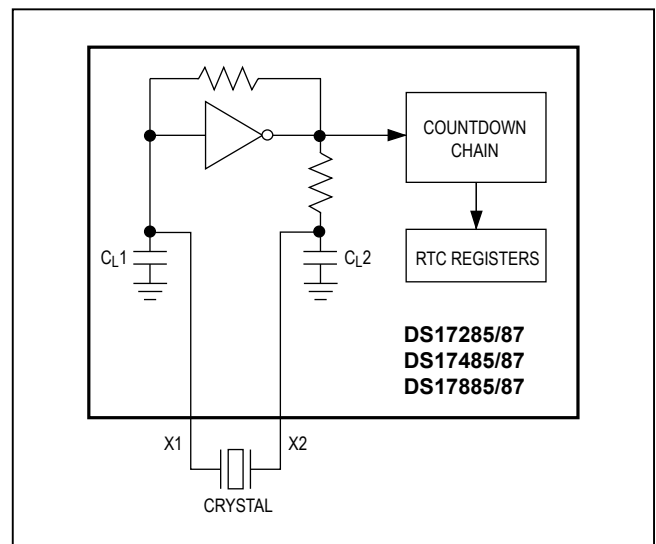 COUNTDOWN
CHAIN
CL1
CL2
RTC REGISTERS
DS17285/87
DS17485/87
DS17885/87
X1
X2
CRYSTAL